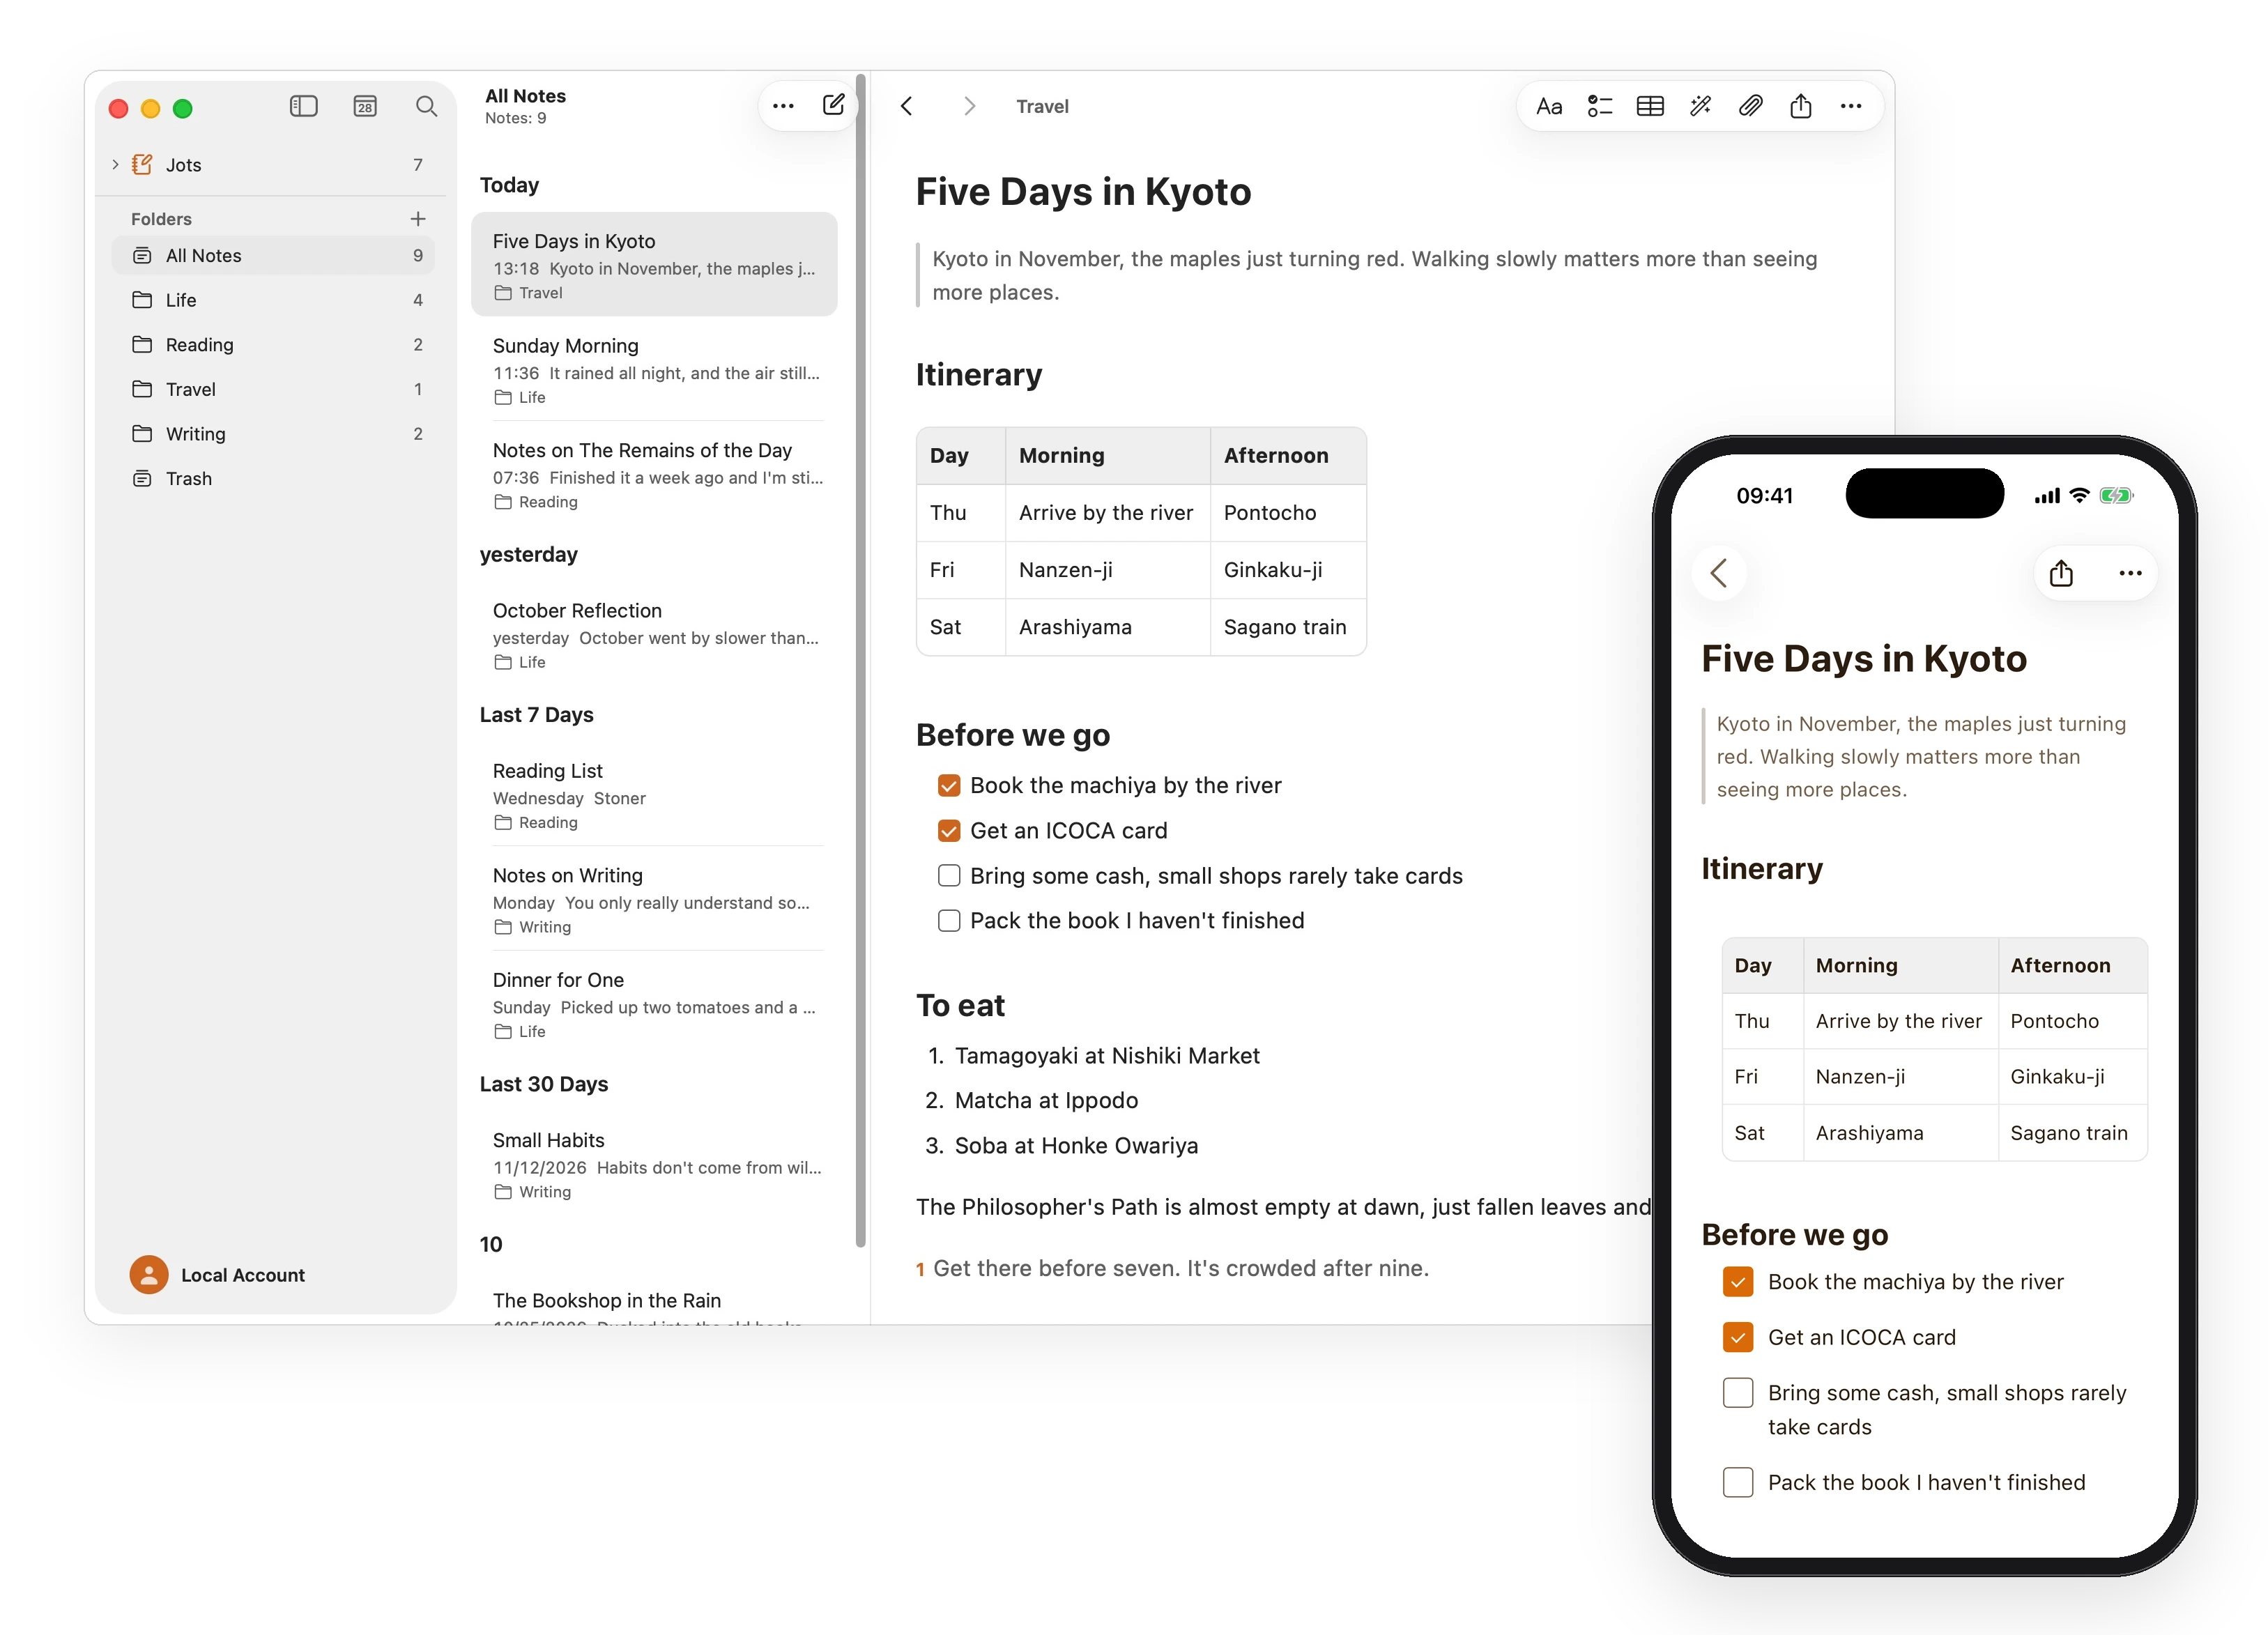 28
Jots 7
Folders
All Notes 9
Life 4
Reading 2
Travel 1
Writing 2
Trash
Local Account
All Notes
Notes: 9
Today
Five Days in Kyoto
13:18 Kyoto in November, the maples j...
Travel
Sunday Morning
11:36 It rained all night, and the air still...
Life
Notes on The Remains of the Day
07:36 Finished it a week ago and I'm sti...
Reading
yesterday
October Reflection
yesterday October went by slower than...
Life
Last 7 Days
Reading List
Wednesday Stoner
Reading
Notes on Writing
Monday You only really understand so...
Writing
Dinner for One
Sunday Picked up two tomatoes and a ...
Life
Last 30 Days
Small Habits
11/12/2026 Habits don't come from wil...
Writing
10
The Bookshop in the Rain
Travel
Aa
Five Days in Kyoto
Kyoto in November, the maples just turning red. Walking slowly matters more than seeing
more places.
Itinerary
Day Morning Afternoon
Thu Arrive by the river Pontocho
Fri Nanzen-ji Ginkaku-ji
Sat Arashiyama Sagano train
Before we go
Book the machiya by the river
Get an ICOCA card
Bring some cash, small shops rarely take cards
Pack the book I haven't finished
To eat
1. Tamagoyaki at Nishiki Market
2. Matcha at Ippodo
3. Soba at Honke Owariya
The Philosopher's Path is almost empty at dawn, just fallen leaves and
1 Get there before seven. It's crowded after nine.
09:41
Five Days in Kyoto
Kyoto in November, the maples just turning
red. Walking slowly matters more than
seeing more places.
Itinerary
Day Morning Afternoon
Thu Arrive by the river Pontocho
Fri Nanzen-ji Ginkaku-ji
Sat Arashiyama Sagano train
Before we go
Book the machiya by the river
Get an ICOCA card
Bring some cash, small shops rarely
take cards
Pack the book I haven't finished